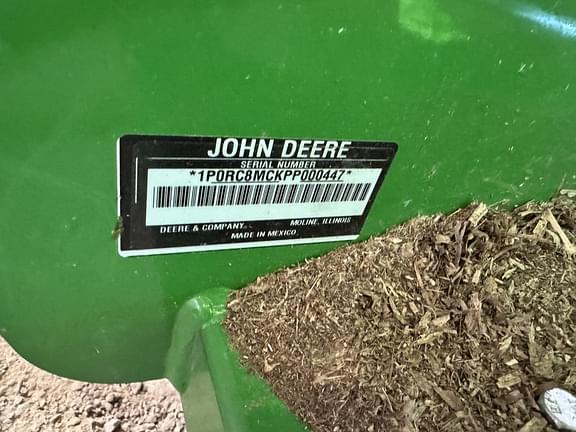 JOHN DEERE
SERIAL NUMBER
*1P0RC8MCKPP000447*
DEERE & COMPANY MOLINE, ILLINOIS
MADE IN MEXICO